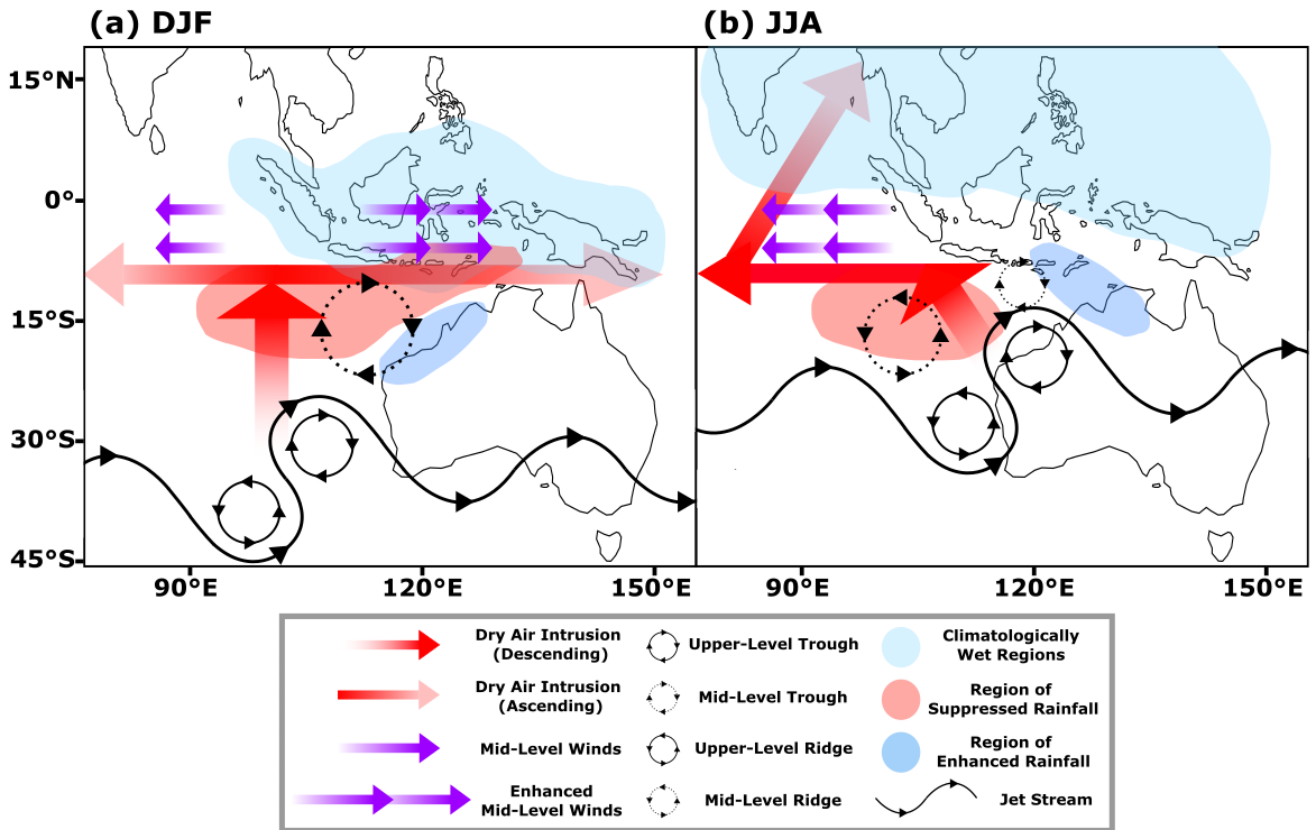 (a) DJF
(b) JJA
15°N
0°
15°S
30°S
45°S
90°E
120°E
150°E
90°E
120°E
150°E
Dry Air Intrusion
(Descending)
Upper-Level Trough
Climatologically
Wet Regions
Dry Air Intrusion
(Ascending)
Mid-Level Trough
Region of
Suppressed Rainfall
Mid-Level Winds
Upper-Level Ridge
Region of
Enhanced Rainfall
Enhanced
Mid-Level Winds
Mid-Level Ridge
Jet Stream